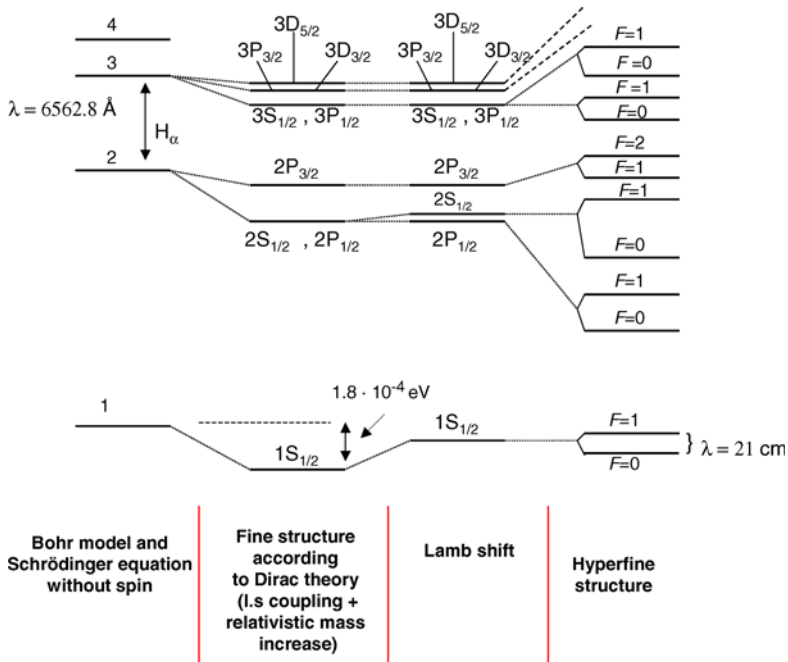 4
3D₅/₂
3P₃/₂ 3D₃/₂
3D₅/₂
3P₃/₂ 3D₃/₂
F=1
F=0
3
λ = 6562.8 Å
Hα
3S₁/₂ , 3P₁/₂
3S₁/₂ , 3P₁/₂
F=1
F=0
2
2P₃/₂
2P₃/₂
F=2
F=1
2S₁/₂
F=1
2S₁/₂ , 2P₁/₂
2P₁/₂
F=0
F=1
F=0
1.8 · 10⁻⁴ eV
1
1S₁/₂
1S₁/₂
F=1
F=0
} λ = 21 cm
Bohr model and
Schrödinger equation
without spin
Fine structure
according
to Dirac theory
(l.s coupling +
relativistic mass
increase)
Lamb shift
Hyperfine
structure